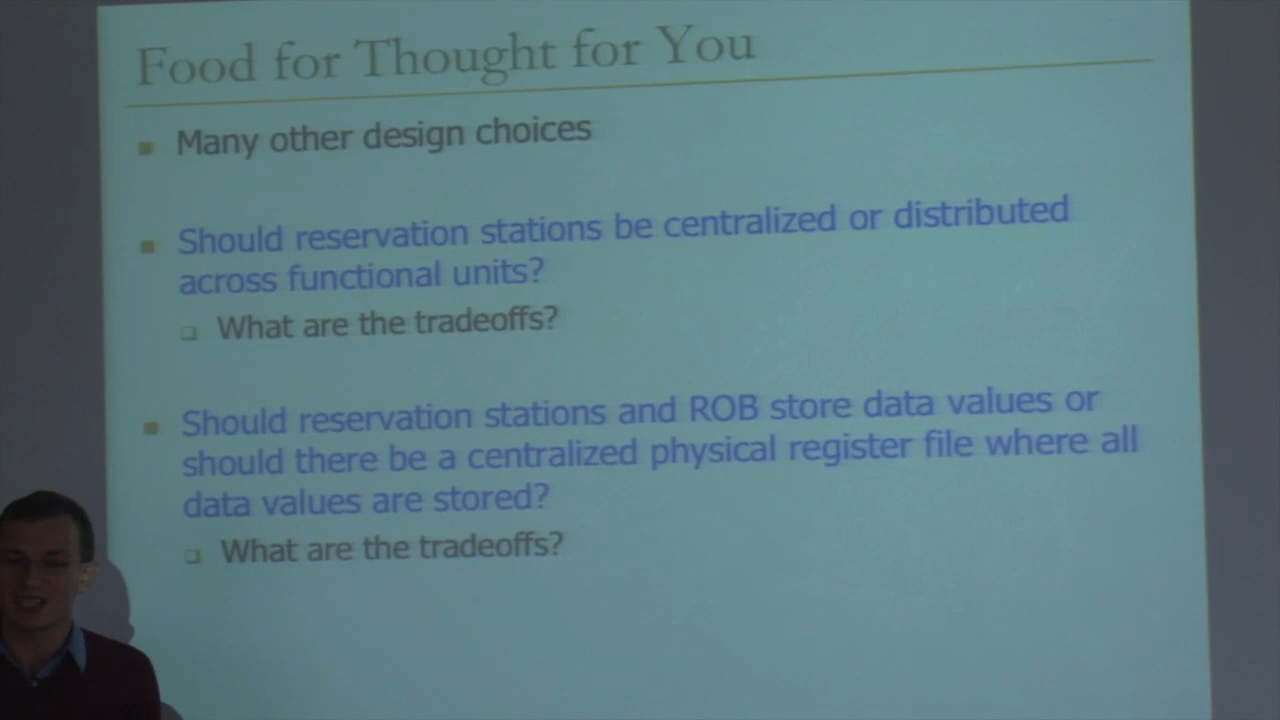 Food for Thought for You
Many other design choices
Should reservation stations be centralized or distributed
across functional units?
What are the tradeoffs?
Should reservation stations and ROB store data values or
should there be a centralized physical register file where all
data values are stored?
What are the tradeoffs?